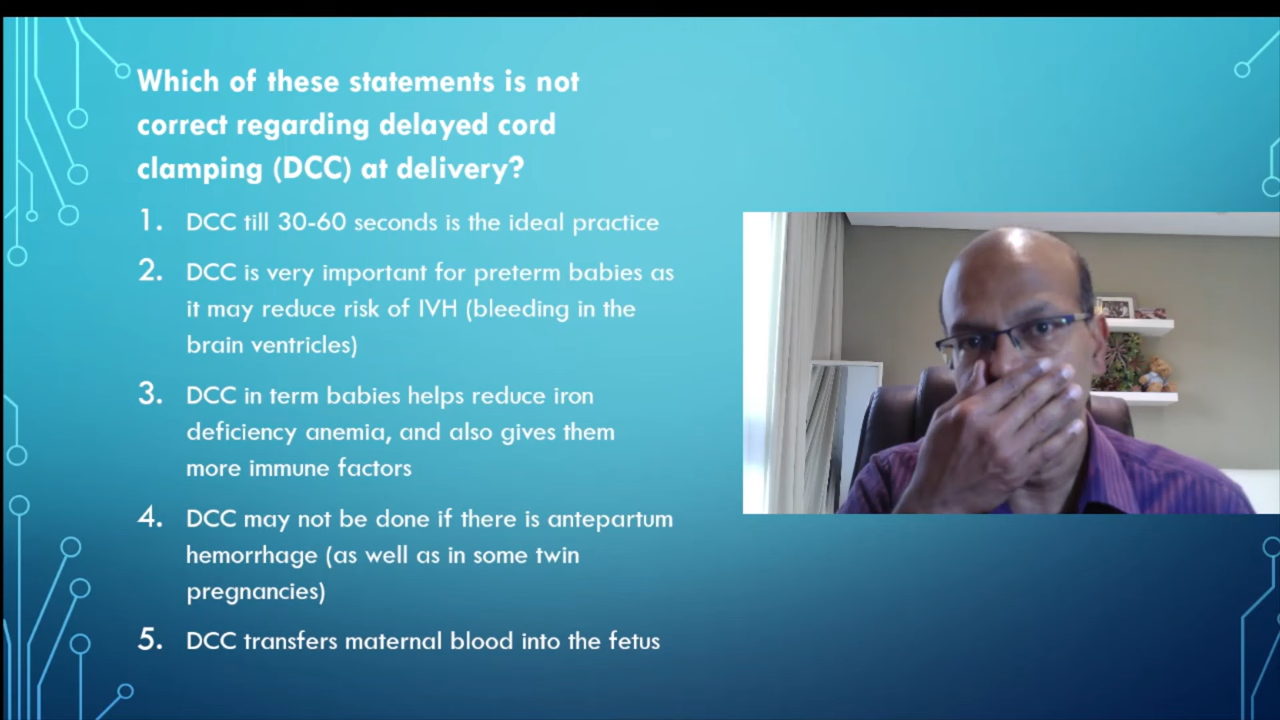 Which of these statements is not
correct regarding delayed cord
clamping (DCC) at delivery?
1. DCC till 30-60 seconds is the ideal practice
2. DCC is very important for preterm babies as
it may reduce risk of IVH (bleeding in the
brain ventricles)
3. DCC in term babies helps reduce iron
deficiency anemia, and also gives them
more immune factors
4. DCC may not be done if there is antepartum
hemorrhage (as well as in some twin
pregnancies)
5. DCC transfers maternal blood into the fetus